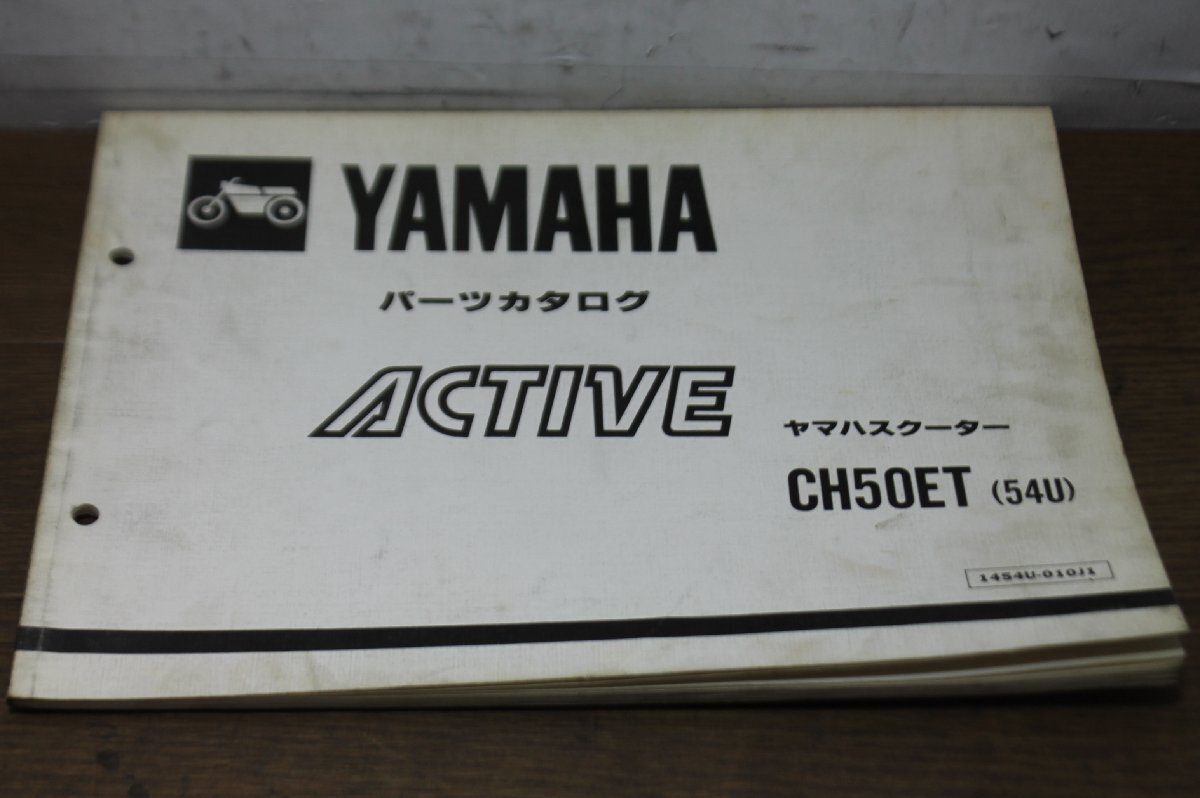 YAMAHA
パーツカタログ
ACTIVE
ヤマハスクーター
CH50ET (54U)
1454U-010J1